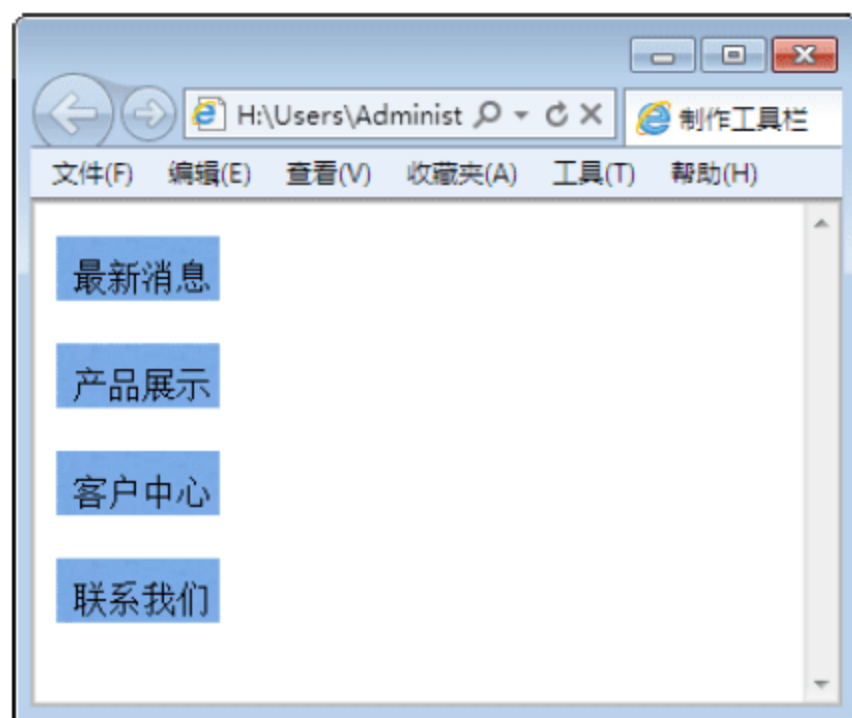 H:\Users\Administ
制作工具栏
文件(F) 编辑(E) 查看(V) 收藏夹(A) 工具(T) 帮助(H)
最新消息
产品展示
客户中心
联系我们